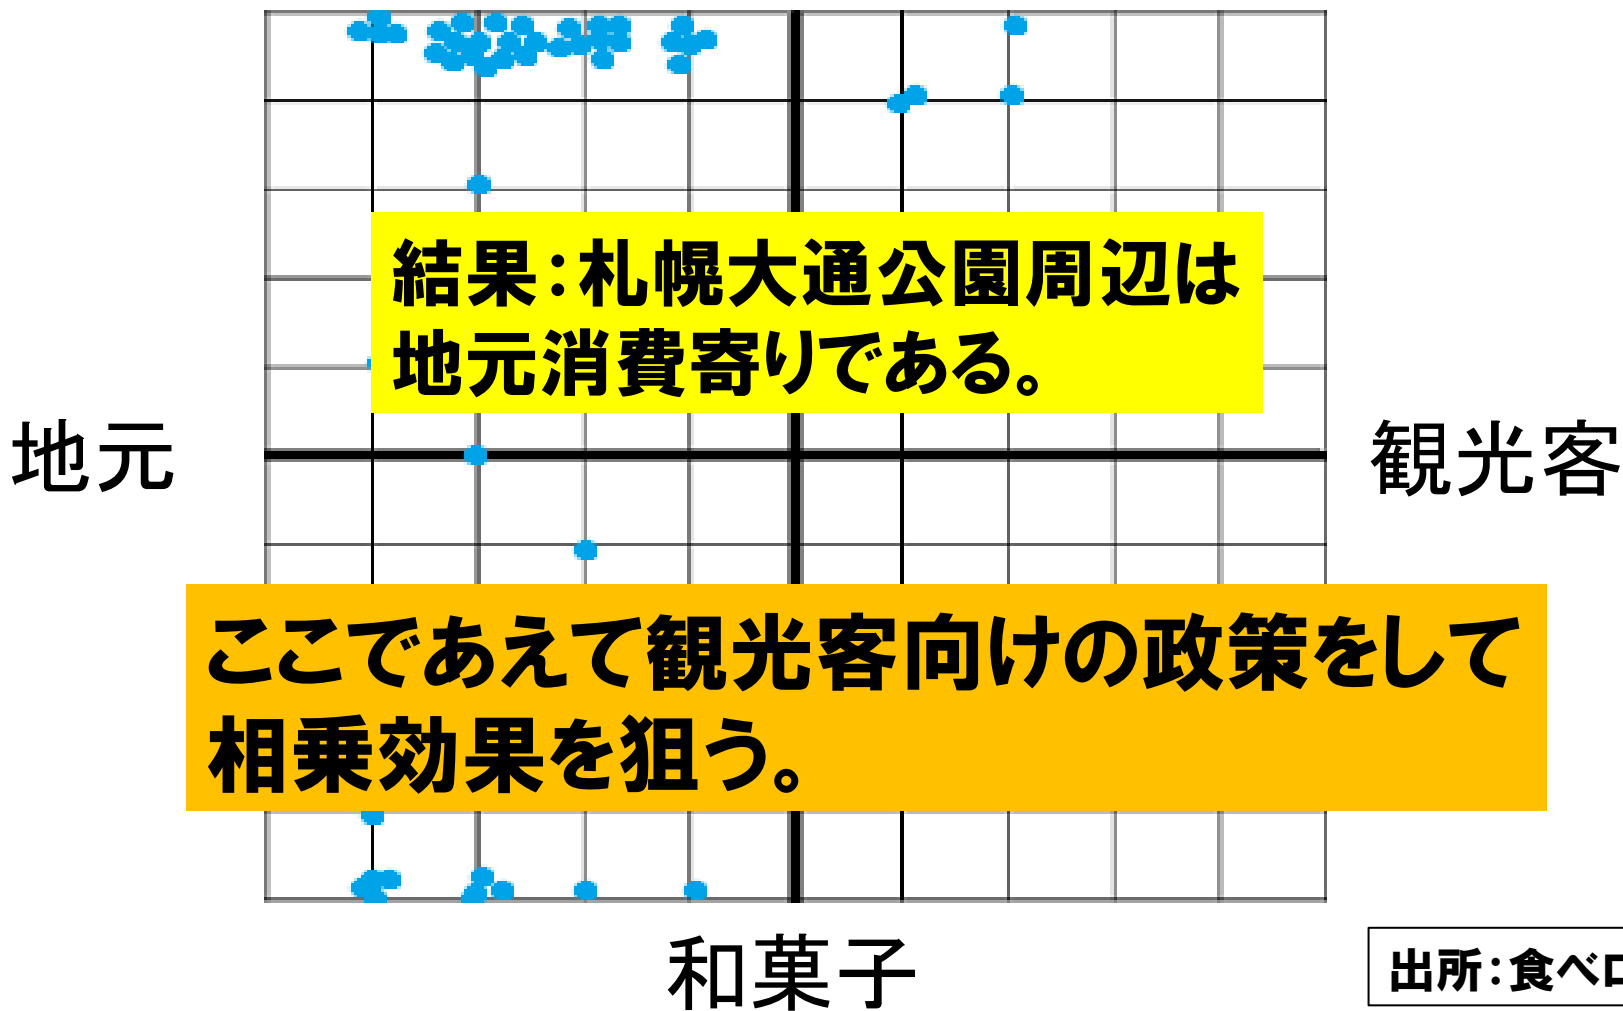 結果：札幌大通公園周辺は
地元消費寄りである。
地元
観光客
ここであえて観光客向けの政策をして
相乗効果を狙う。
和菓子
出所：食べロ